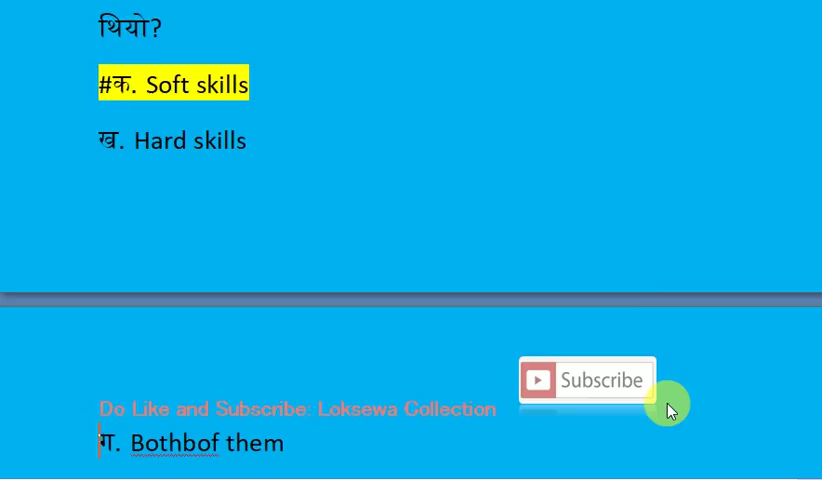 थियो?
#क. Soft skills
ख. Hard skills
Subscribe
Do Like and Subscribe: Loksewa Collection
ग. Bothbof them